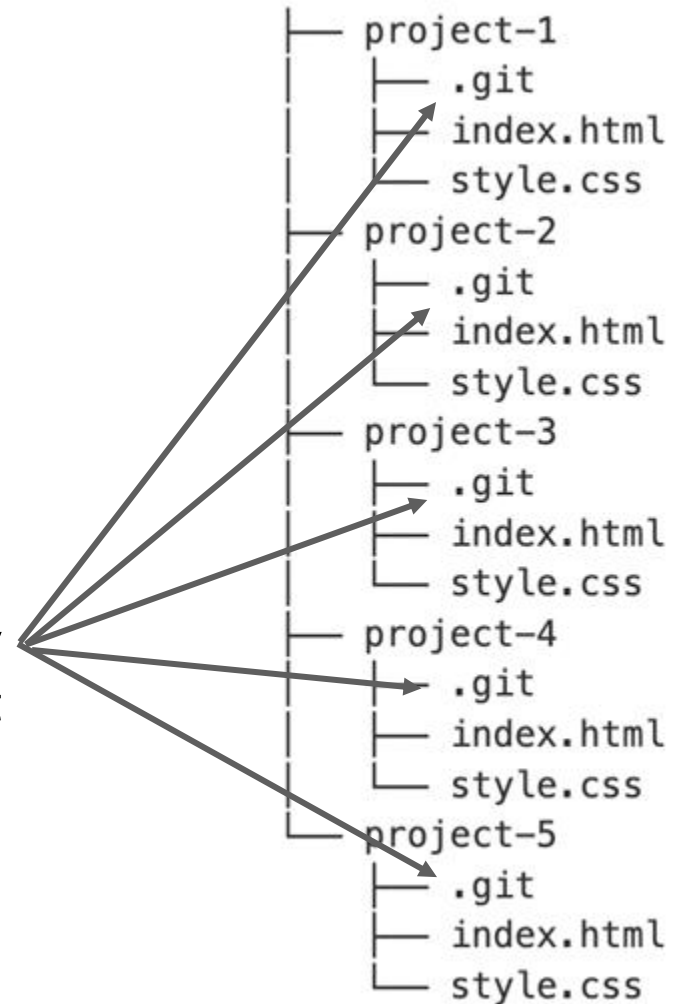 project-1
.git
index.html
style.css
project-2
.git
index.html
style.css
project-3
.git
index.html
style.css
project-4
.git
index.html
style.css
project-5
.git
index.html
style.css